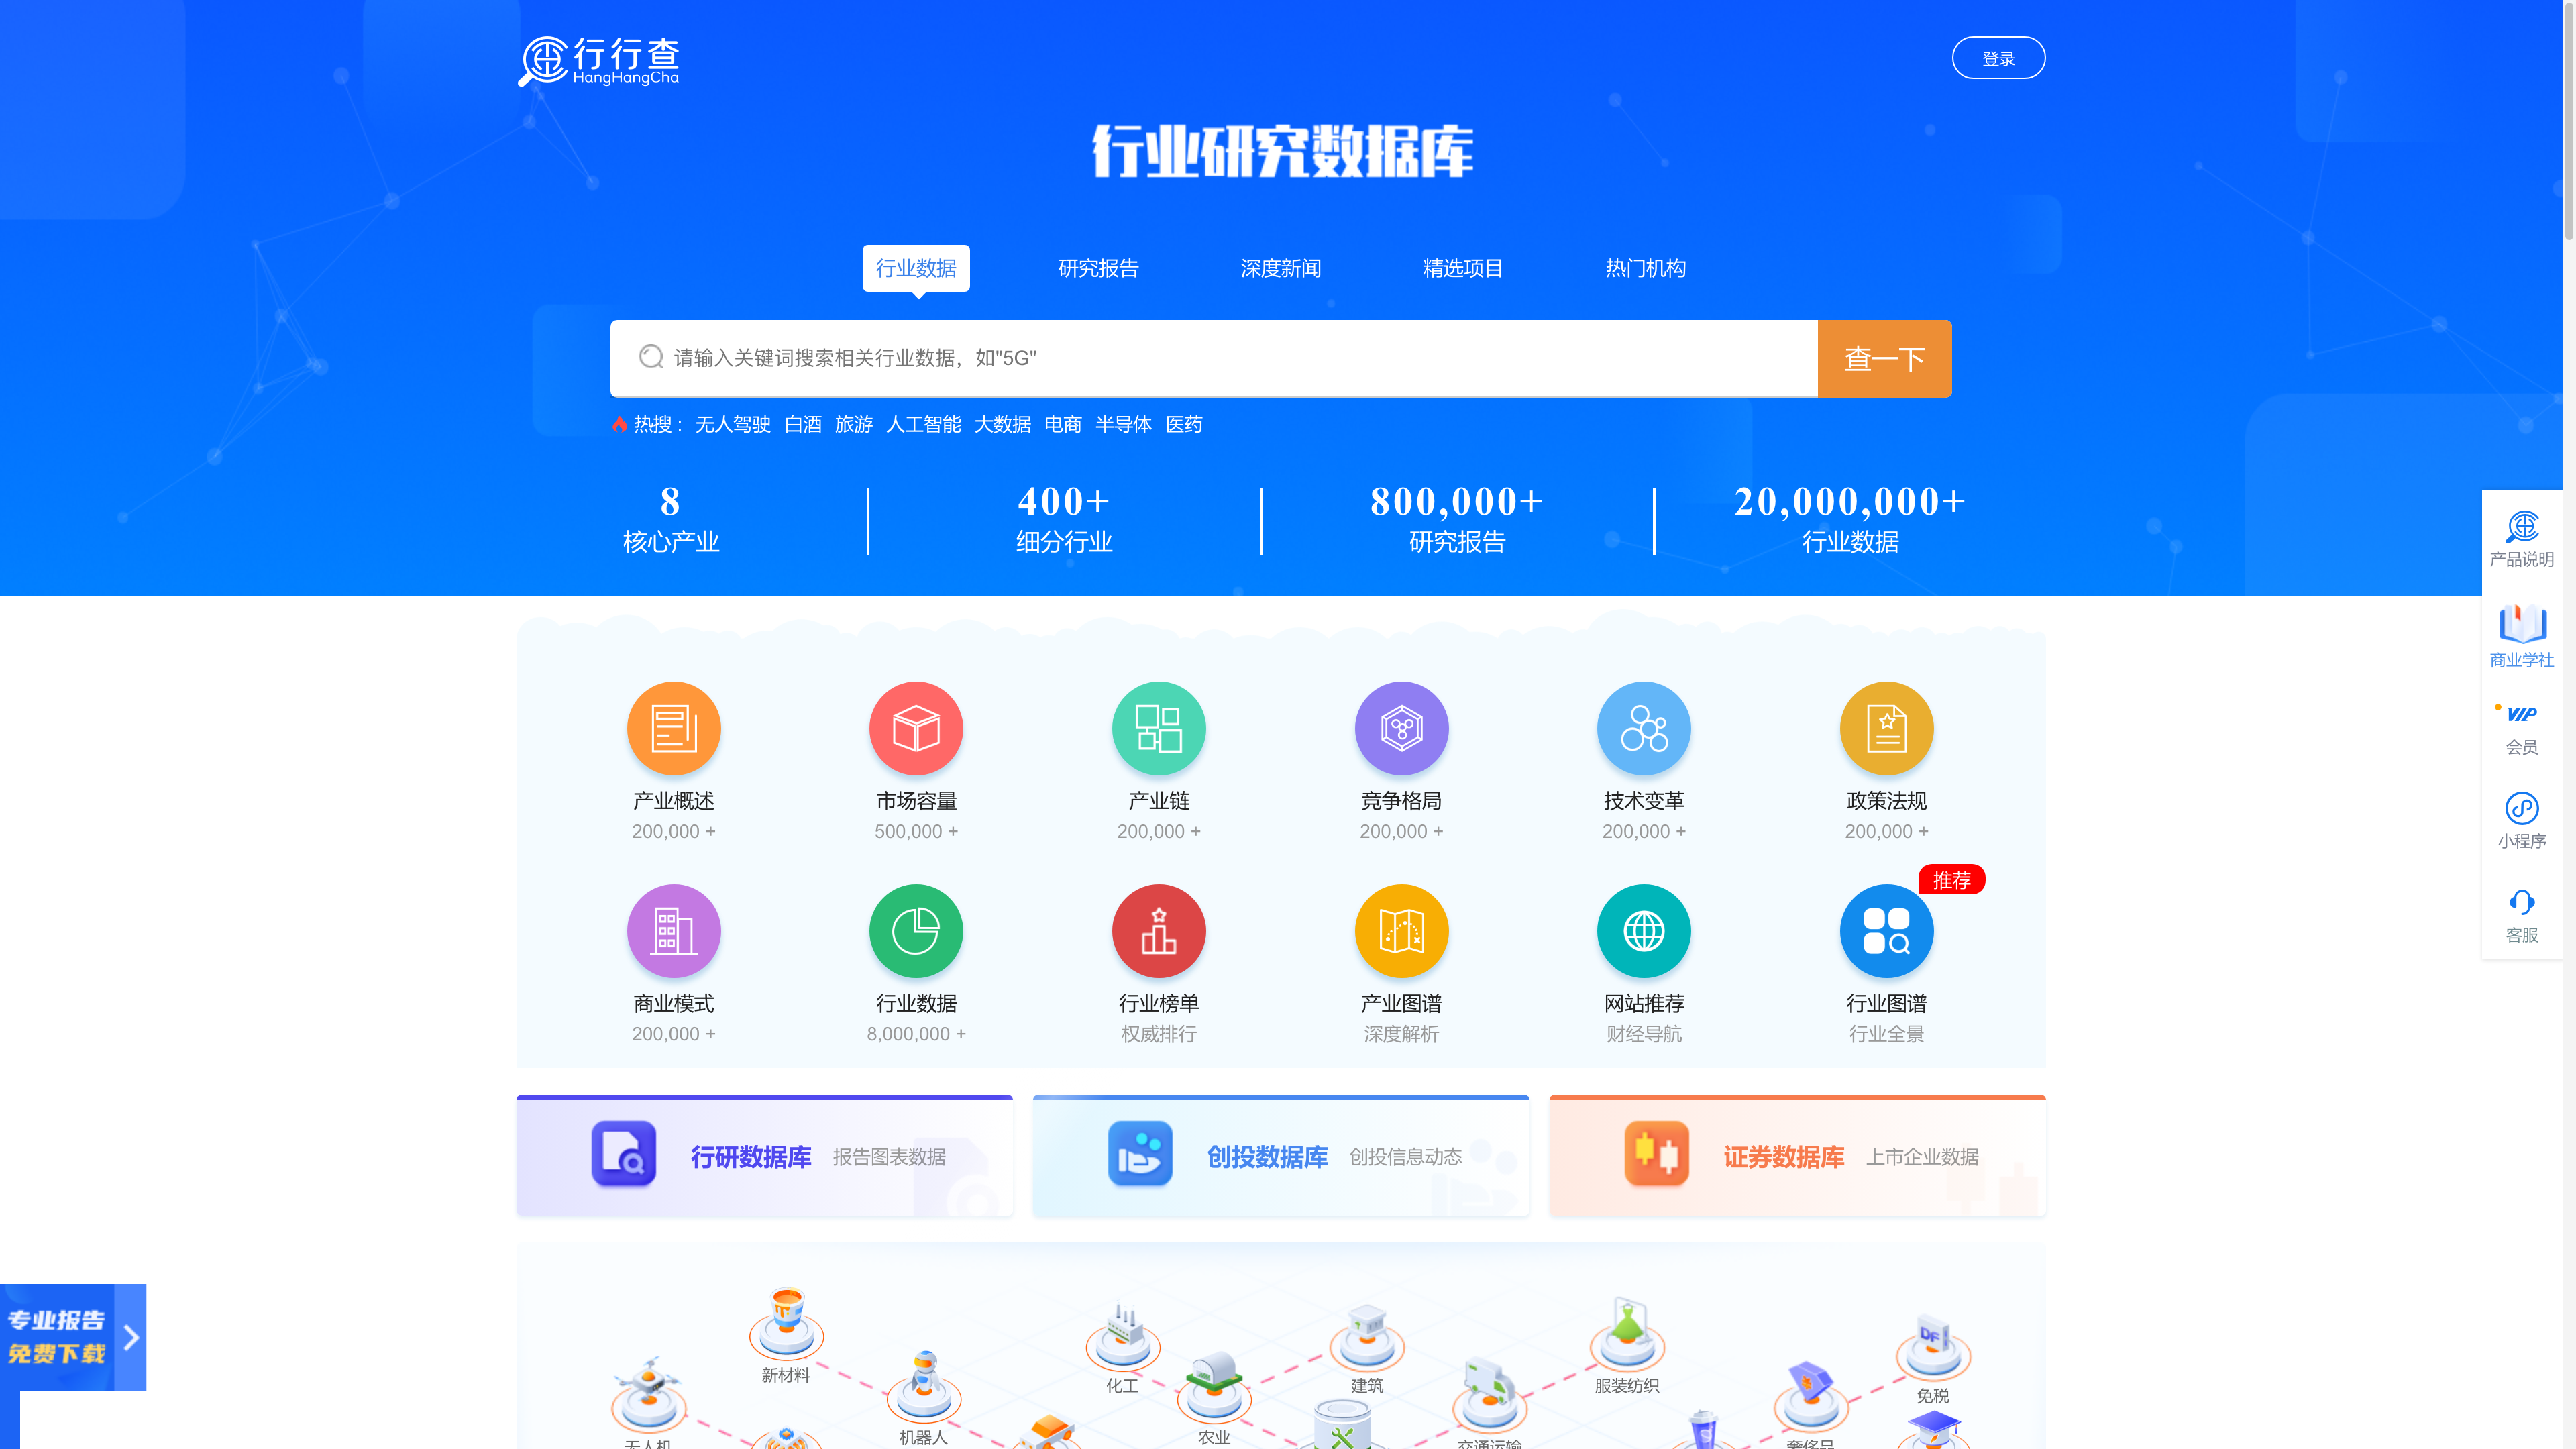 行行查
HangHangCha
登录
行业研究数据库
行业数据
研究报告
深度新闻
精选项目
热门机构
请输入关键词搜索相关行业数据，如"5G"
查一下
热搜： 无人驾驶 白酒 旅游 人工智能 大数据 电商 半导体 医药
8
核心产业
400+
细分行业
800,000+
研究报告
20,000,000+
行业数据
产品说明
商业学社
VIP
会员
小程序
客服
产业概述
200,000 +
市场容量
500,000 +
产业链
200,000 +
竞争格局
200,000 +
技术变革
200,000 +
政策法规
200,000 +
推荐
商业模式
200,000 +
行业数据
8,000,000 +
行业榜单
权威排行
产业图谱
深度解析
网站推荐
财经导航
行业图谱
行业全景
行研数据库 报告图表数据
创投数据库 创投信息动态
证券数据库 上市企业数据
专业报告
免费下载
新材料
化工
建筑
服装纺织
DF
免税
无人机
机器人
农业
交通运输
奢侈品